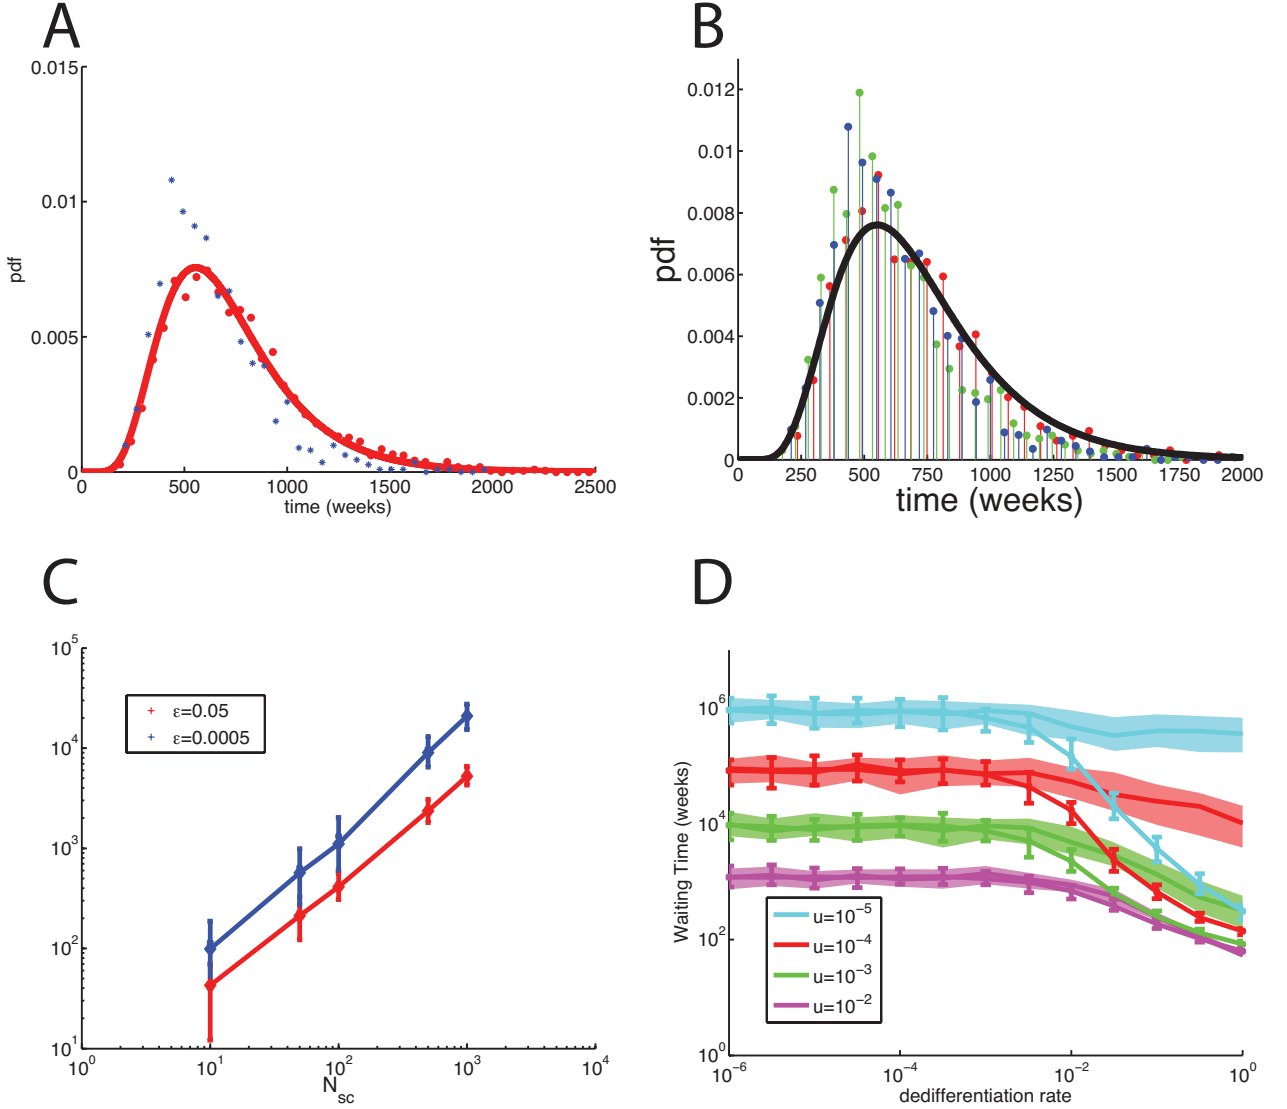 A
0.015
0.01
0.005
0
pdf
0
500
1000
1500
2000
2500
time (weeks)
B
0.012
0.01
0.008
0.006
0.004
0.002
0
pdf
0
250
500
750
1000
1250
1500
1750
2000
time (weeks)
C
10^5
10^4
10^3
10^2
10^1
ε=0.05
ε=0.0005
10^0
10^1
10^2
10^3
10^4
N_sc
D
10^6
10^4
10^2
10^0
Waiting Time (weeks)
u=10^−5
u=10^−4
u=10^−3
u=10^−2
10^−6
10^−4
10^−2
10^0
dedifferentiation rate